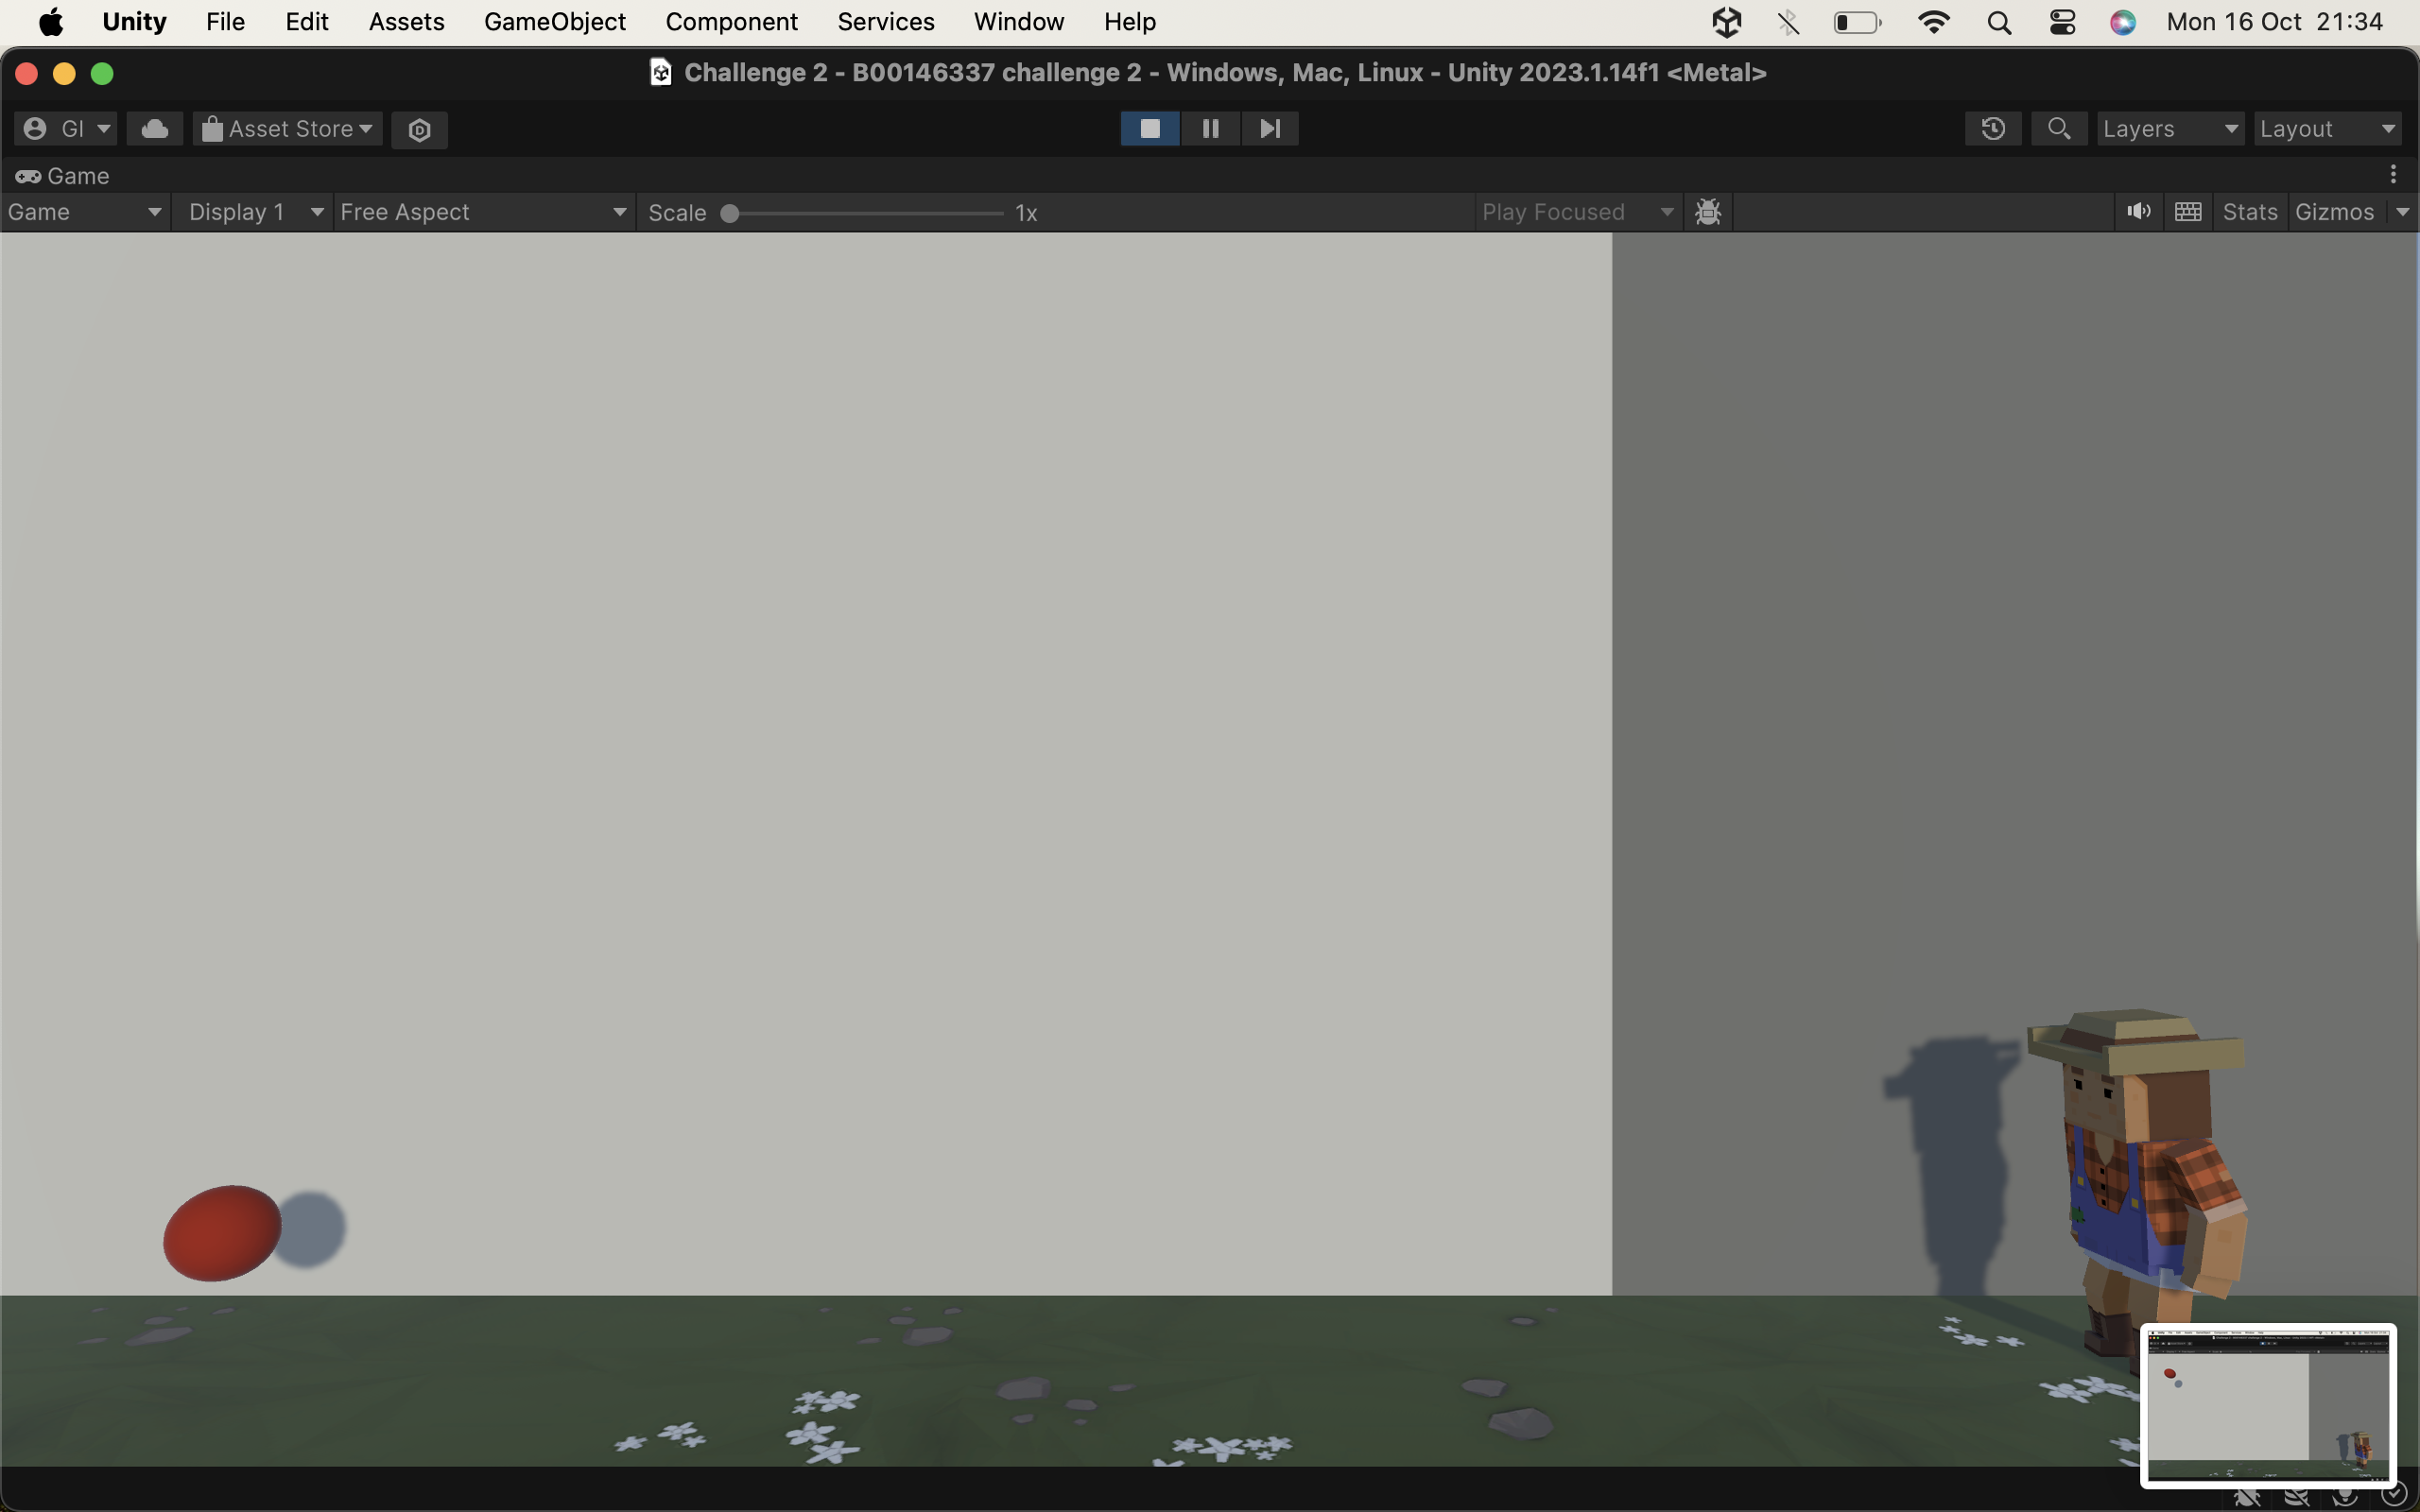 Unity File Edit Assets GameObject Component Services Window Help Mon 16 Oct 21:34
Challenge 2 - B00146337 challenge 2 - Windows, Mac, Linux - Unity 2023.1.14f1 <Metal>
GI Asset Store Layers Layout
Game
Game Display 1 Free Aspect Scale 1x Play Focused Stats Gizmos